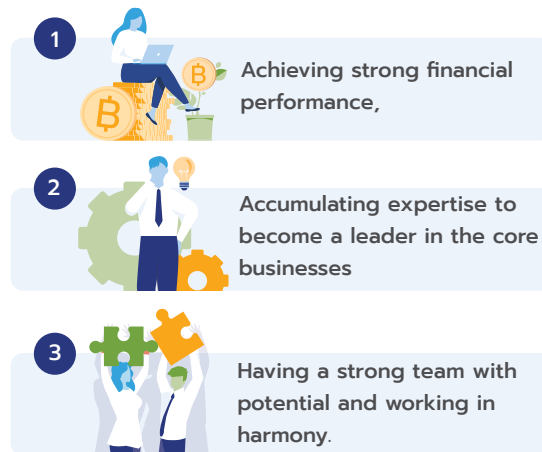 1
Achieving strong financial
performance,
2
Accumulating expertise to
become a leader in the core
businesses
3
Having a strong team with
potential and working in
harmony.